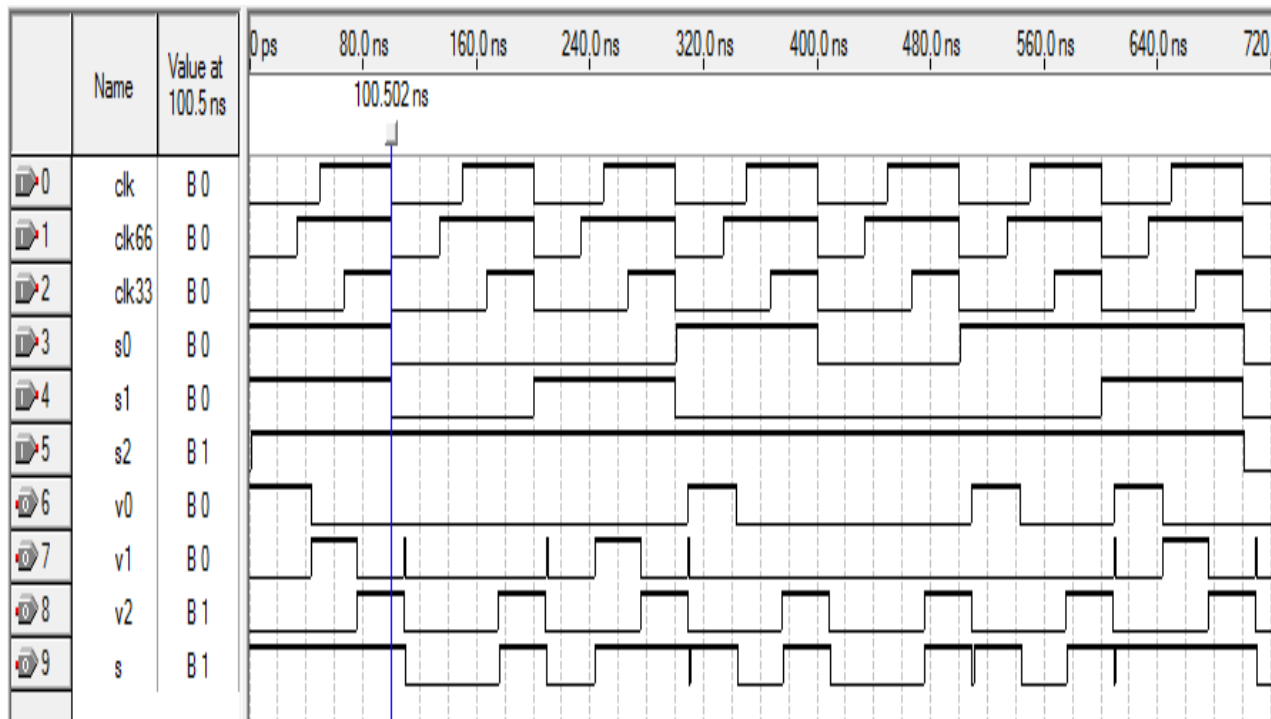 Name
Value at
100.5 ns
0 ps
80.0 ns
160.0 ns
240.0 ns
320.0 ns
400.0 ns
480.0 ns
560.0 ns
640.0 ns
720.
100.502 ns
0 clk B 0
1 clk66 B 0
2 clk33 B 0
3 s0 B 0
4 s1 B 0
5 s2 B 1
6 v0 B 0
7 v1 B 0
8 v2 B 1
9 s B 1